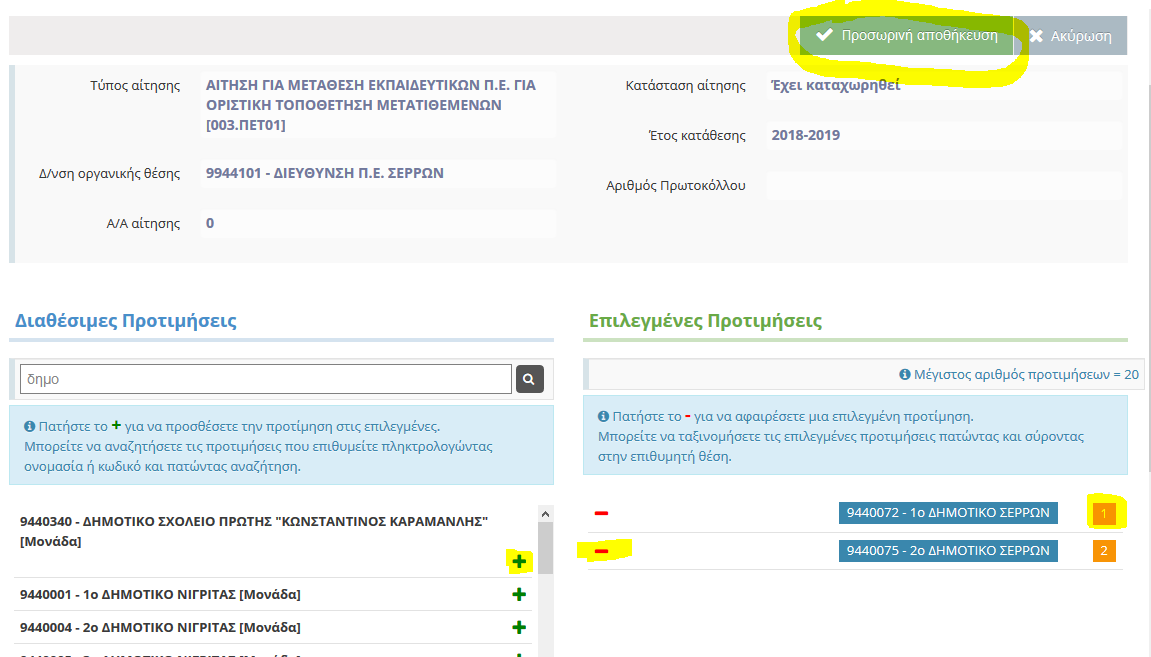 Προσωρινή αποθήκευση
Ακύρωση
Τύπος αίτησης
ΑΙΤΗΣΗ ΓΙΑ ΜΕΤΑΘΕΣΗ ΕΚΠΑΙΔΕΥΤΙΚΩΝ Π.Ε. ΓΙΑ
ΟΡΙΣΤΙΚΗ ΤΟΠΟΘΕΤΗΣΗ ΜΕΤΑΤΙΘΕΜΕΝΩΝ
[003.ΠΕΤ01]
Κατάσταση αίτησης
Έχει καταχωρηθεί
Έτος κατάθεσης
2018-2019
Δ/νση οργανικής θέσης
9944101 - ΔΙΕΥΘΥΝΣΗ Π.Ε. ΣΕΡΡΩΝ
Αριθμός Πρωτοκόλλου
Α/Α αίτησης
0
Διαθέσιμες Προτιμήσεις
δημο
Πατήστε το + για να προσθέσετε την προτίμηση στις επιλεγμένες.
Μπορείτε να αναζητήσετε τις προτιμήσεις που επιθυμείτε πληκτρολογώντας
ονομασία ή κωδικό και πατώντας αναζήτηση.
9440340 - ΔΗΜΟΤΙΚΟ ΣΧΟΛΕΙΟ ΠΡΩΤΗΣ "ΚΩΝΣΤΑΝΤΙΝΟΣ ΚΑΡΑΜΑΝΛΗΣ"
[Μονάδα]
9440001 - 1ο ΔΗΜΟΤΙΚΟ ΝΙΓΡΙΤΑΣ [Μονάδα]
9440004 - 2ο ΔΗΜΟΤΙΚΟ ΝΙΓΡΙΤΑΣ [Μονάδα]
Επιλεγμένες Προτιμήσεις
Μέγιστος αριθμός προτιμήσεων = 20
Πατήστε το - για να αφαιρέσετε μια επιλεγμένη προτίμηση.
Μπορείτε να ταξινομήσετε τις επιλεγμένες προτιμήσεις πατώντας και σύροντας
στην επιθυμητή θέση.
9440072 - 1ο ΔΗΜΟΤΙΚΟ ΣΕΡΡΩΝ 1
9440075 - 2ο ΔΗΜΟΤΙΚΟ ΣΕΡΡΩΝ 2